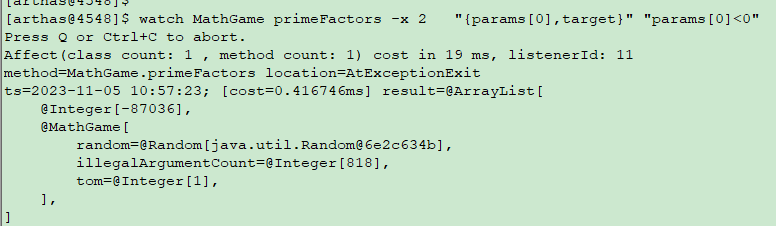 [arthas@4548]$
[arthas@4548]$ watch MathGame primeFactors -x 2   "{params[0],target}" "params[0]<0"
Press Q or Ctrl+C to abort.
Affect(class count: 1 , method count: 1) cost in 19 ms, listenerId: 11
method=MathGame.primeFactors location=AtExceptionExit
ts=2023-11-05 10:57:23; [cost=0.416746ms] result=@ArrayList[
    @Integer[-87036],
    @MathGame[
        random=@Random[java.util.Random@6e2c634b],
        illegalArgumentCount=@Integer[818],
        tom=@Integer[1],
    ],
]